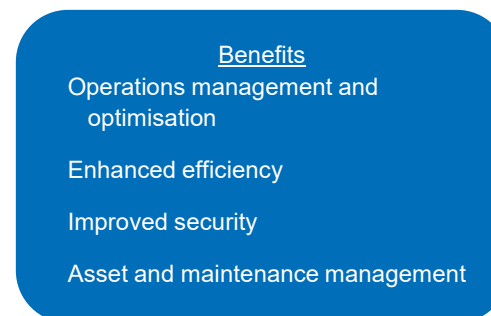 Benefits
Operations management and
optimisation
Enhanced efficiency
Improved security
Asset and maintenance management